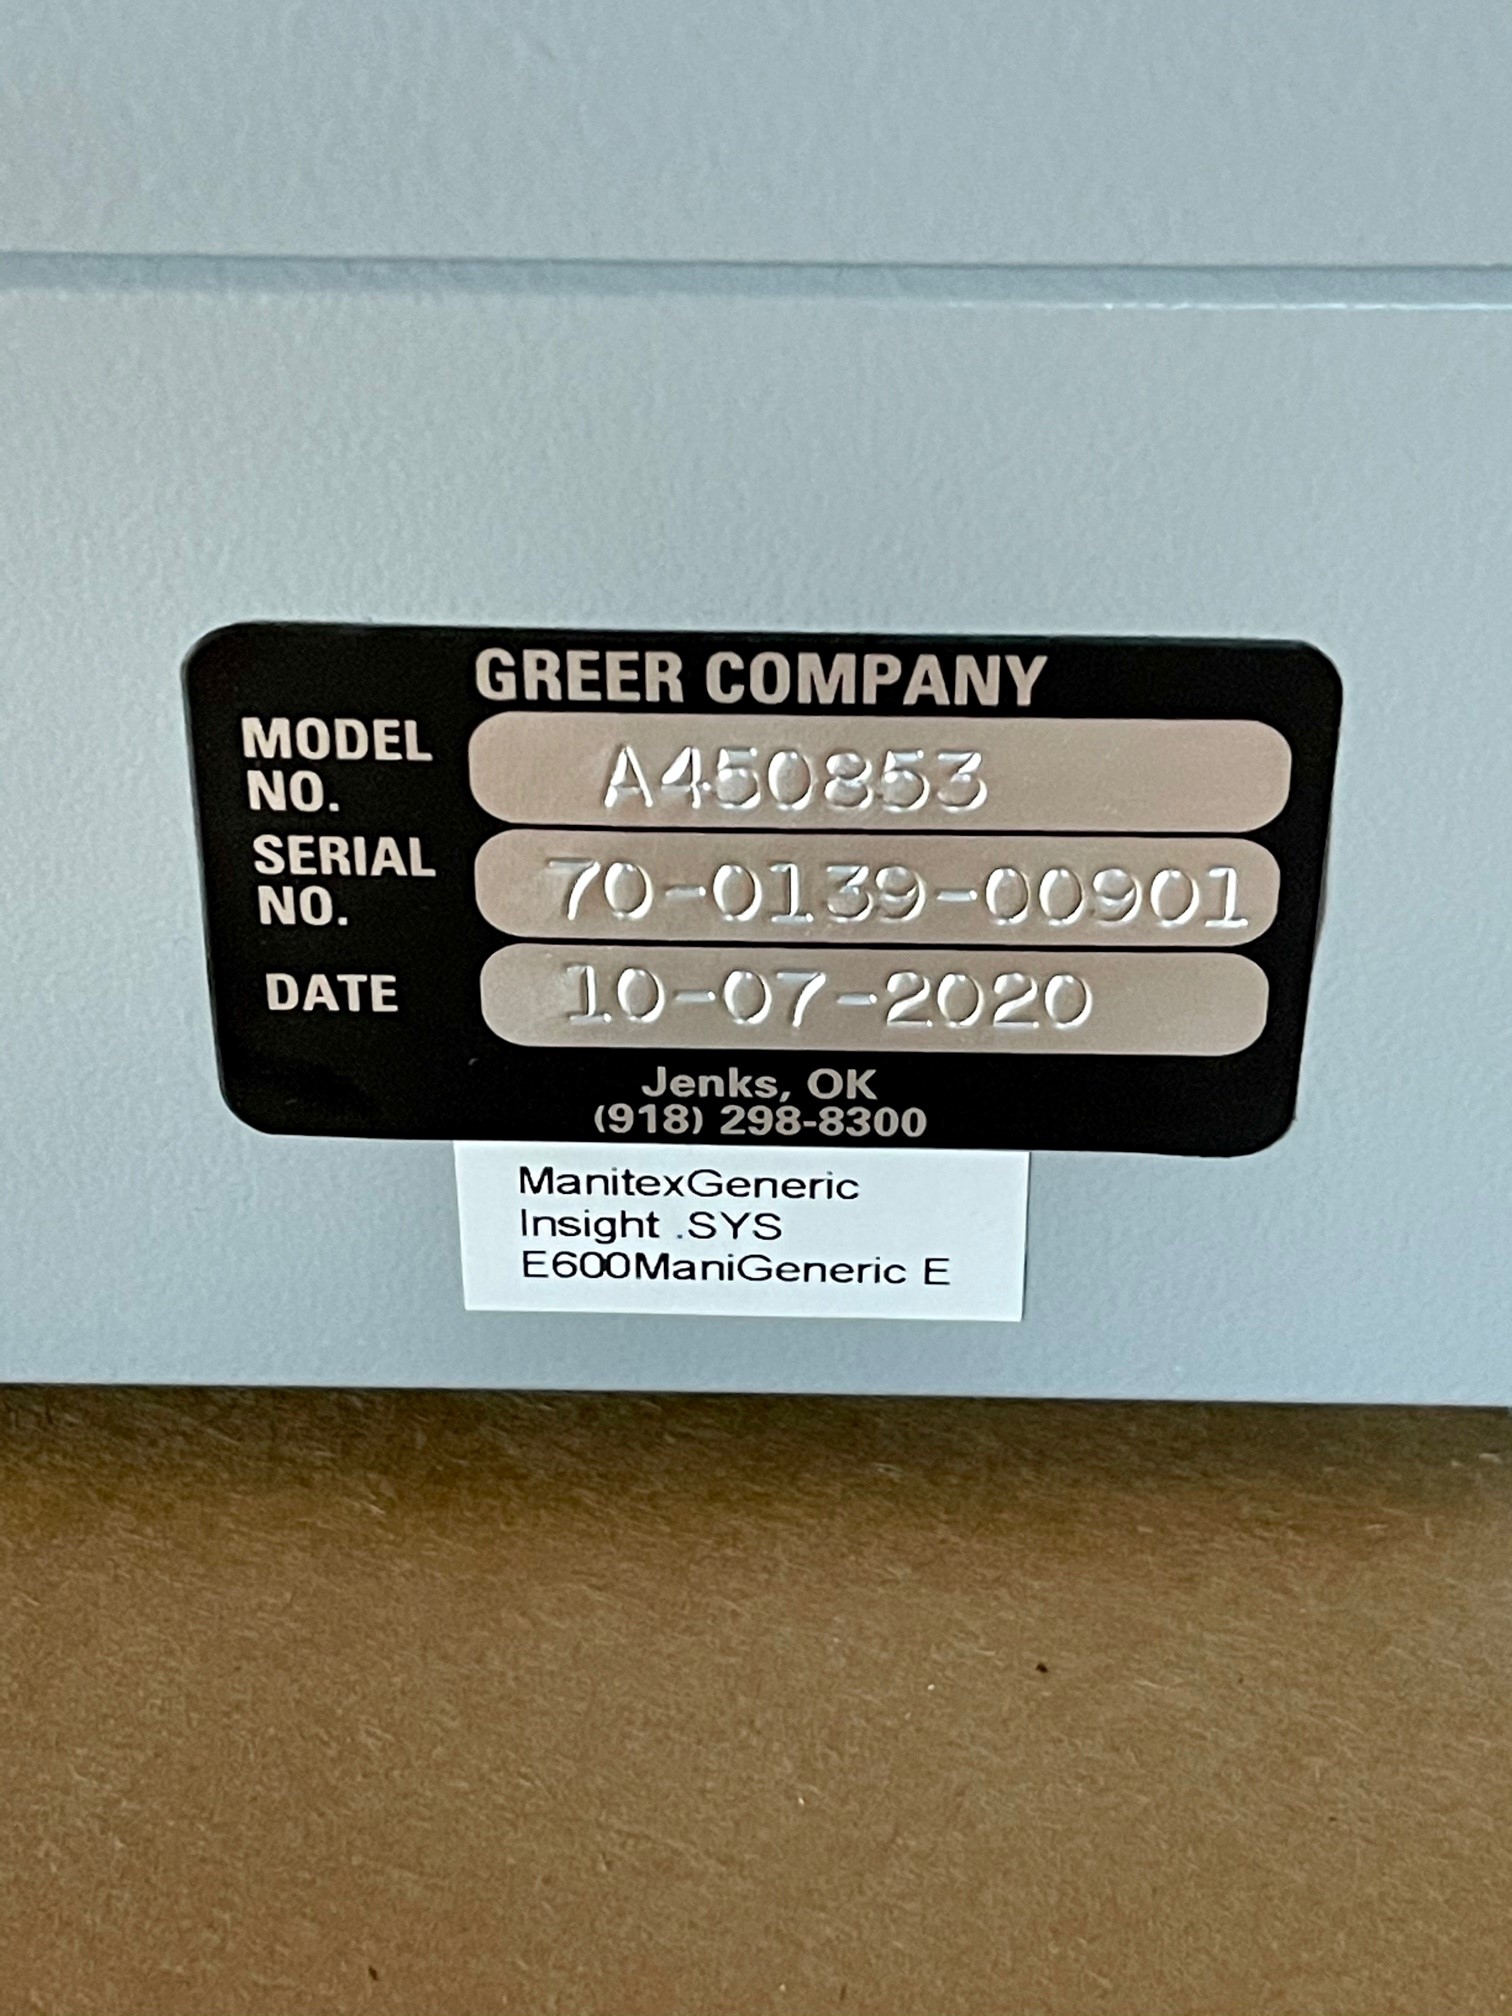 GREER COMPANY
MODEL NO. A450853
SERIAL NO. 70-0139-00901
DATE 10-07-2020
Jenks, OK
(918) 298-8300
ManitexGeneric
Insight .SYS
E600ManiGeneric E